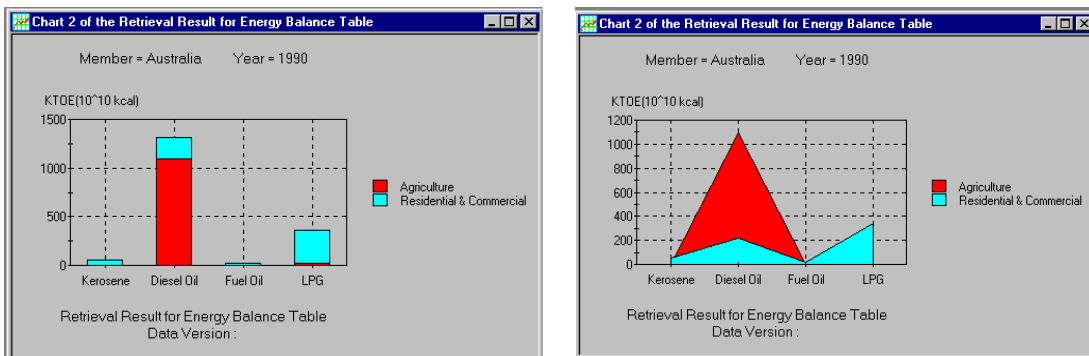 Chart 2 of the Retrieval Result for Energy Balance Table
Member = Australia Year = 1990
KTOE(10^10 kcal)
1500
1000
500
0
Kerosene Diesel Oil Fuel Oil LPG
Agriculture
Residential & Commercial
Retrieval Result for Energy Balance Table
Data Version :
Chart 2 of the Retrieval Result for Energy Balance Table
Member = Australia Year = 1990
KTOE(10^10 kcal)
1200
1000
800
600
400
200
0
Kerosene Diesel Oil Fuel Oil LPG
Agriculture
Residential & Commercial
Retrieval Result for Energy Balance Table
Data Version :